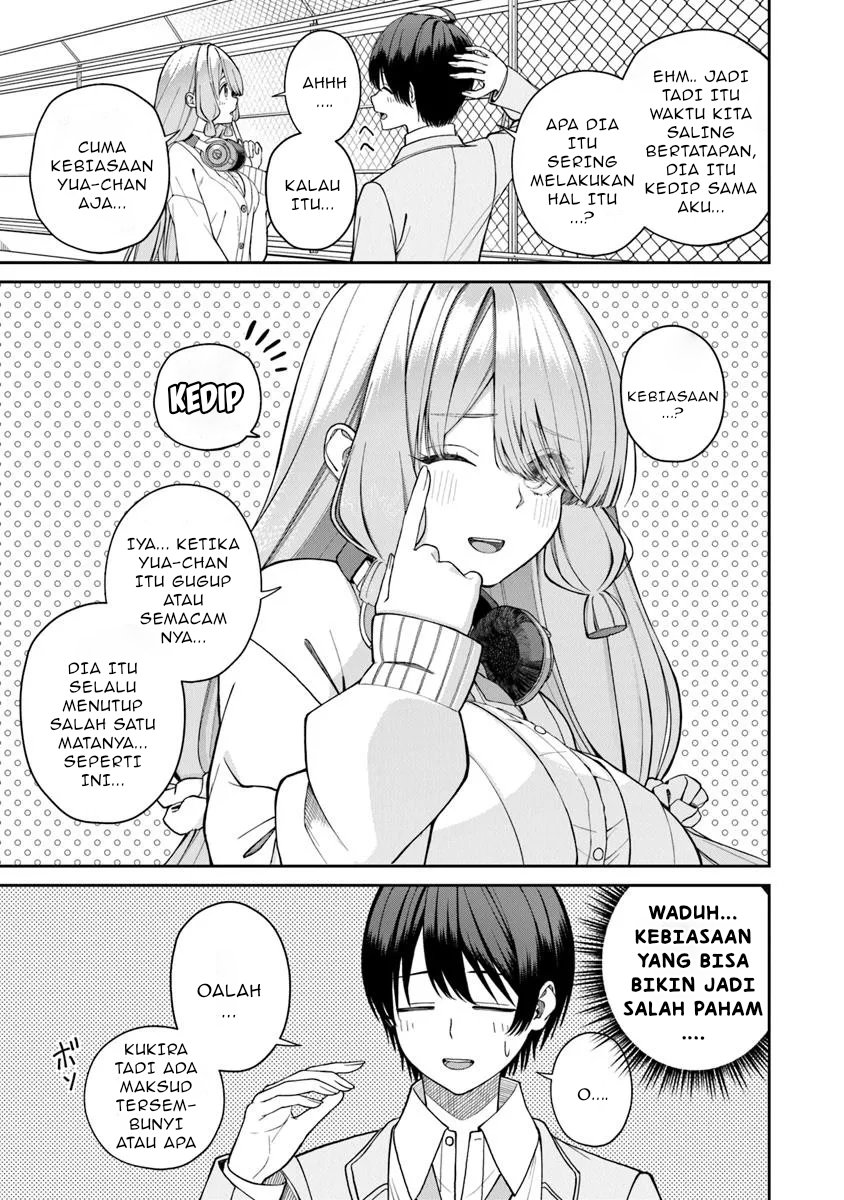 EHM.. JADI
TADI ITU
WAKTU KITA
SALING
BERTATAPAN,
DIA ITU
KEDIP SAMA
AKU...
APA DIA
ITU
SERING
MELAKUKAN
HAL ITU
...?
AHHH
....
KALAU
ITU...
CUMA
KEBIASAAN
YUA-CHAN
AJA...
KEBIASAAN
...?
KEDIP
IYA... KETIKA
YUA-CHAN
ITU GUGUP
ATAU
SEMACAM
NYA...
DIA ITU
SELALU
MENUTUP
SALAH SATU
MATANYA...
SEPERTI
INI...
WADUH...
KEBIASAAN
YANG BISA
BIKIN JADI
SALAH PAHAM
....
O....
OALAH
...
KUKIRA
TADI ADA
MAKSUD
TERSEM-
BUNYI
ATAU APA
ボソ